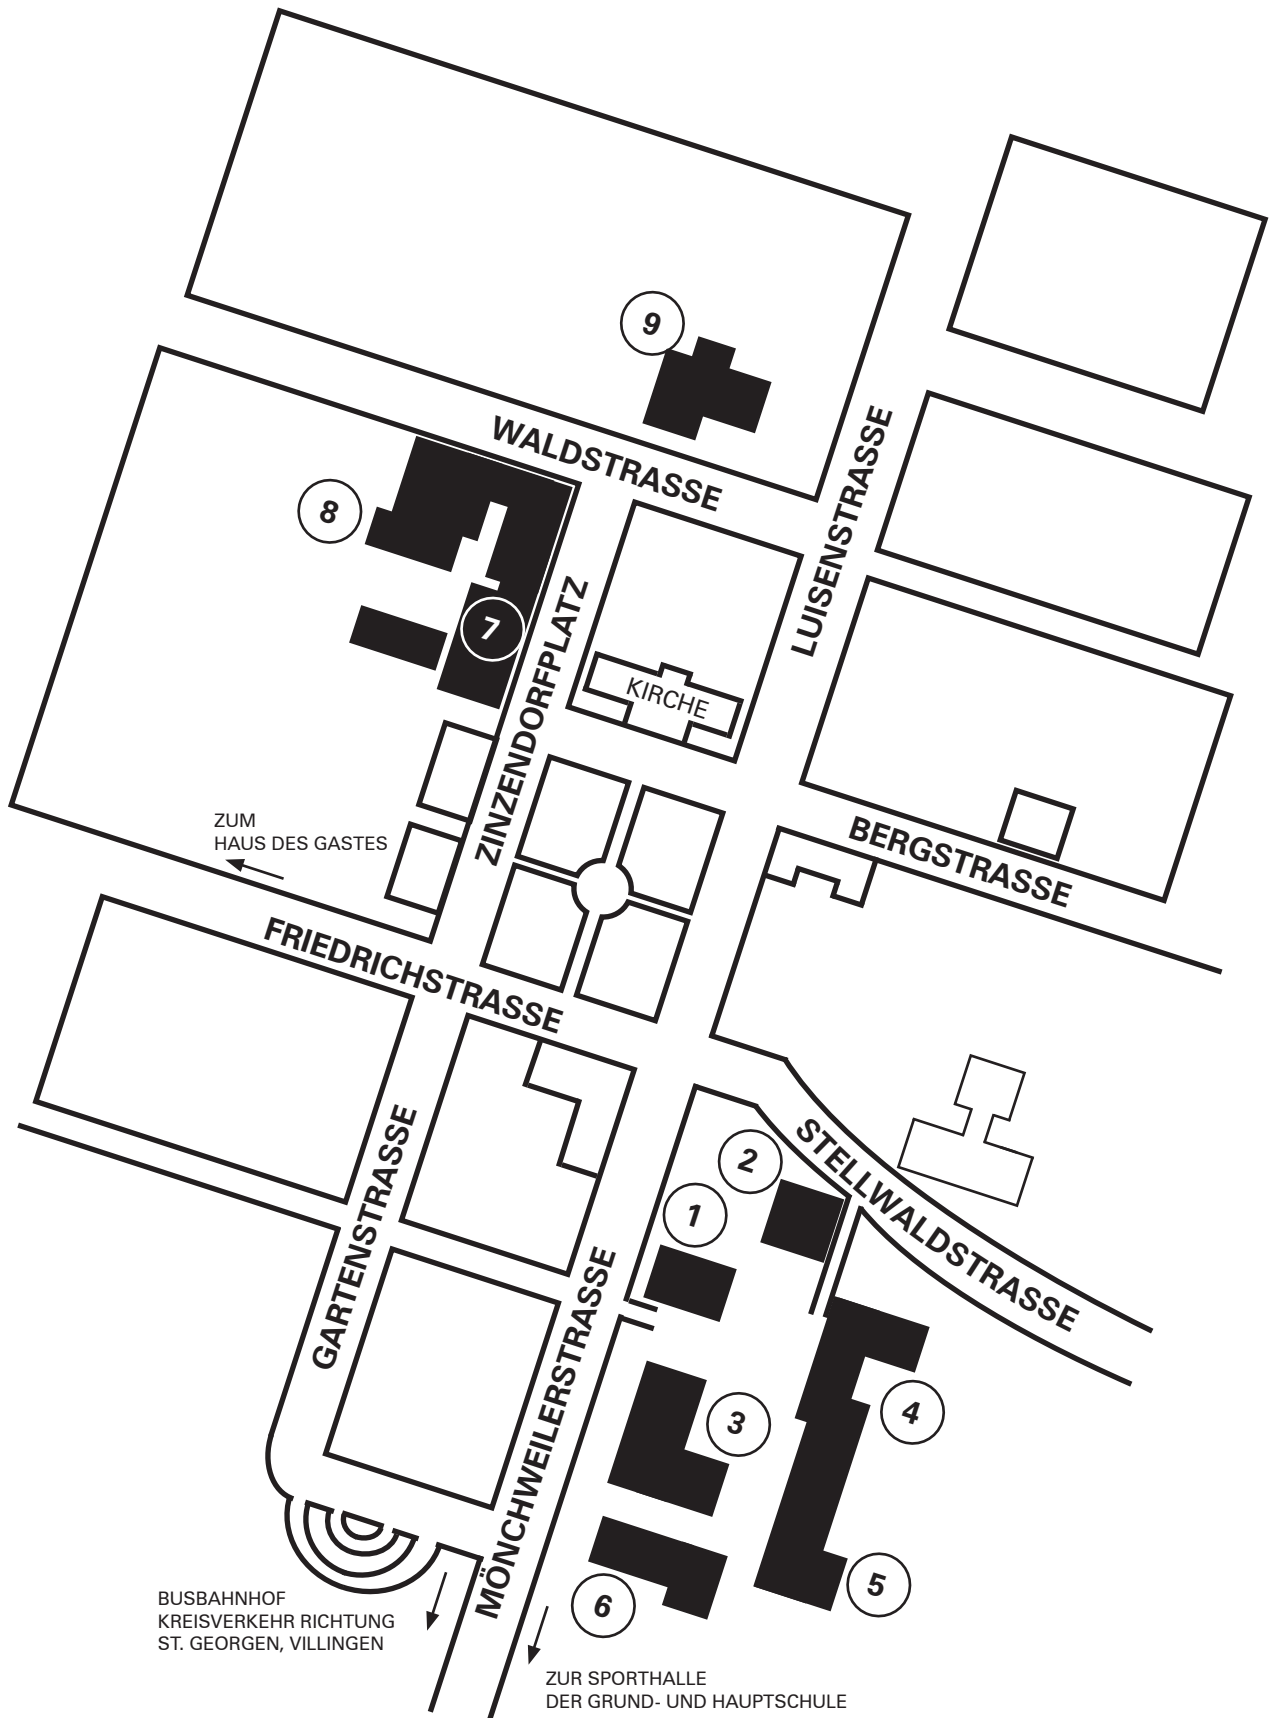 9
WALDSTRASSE
LUISENSTRASSE
8
7
ZINZENDORFPLATZ
KIRCHE
ZUM
HAUS DES GASTES
BERGSTRASSE
FRIEDRICHSTRASSE
GARTENSTRASSE
STELLWALDSTRASSE
2
1
MÖNCHWEILERSTRASSE
3
4
5
6
BUSBAHNHOF
KREISVERKEHR RICHTUNG
ST. GEORGEN, VILLINGEN
ZUR SPORTHALLE
DER GRUND- UND HAUPTSCHULE